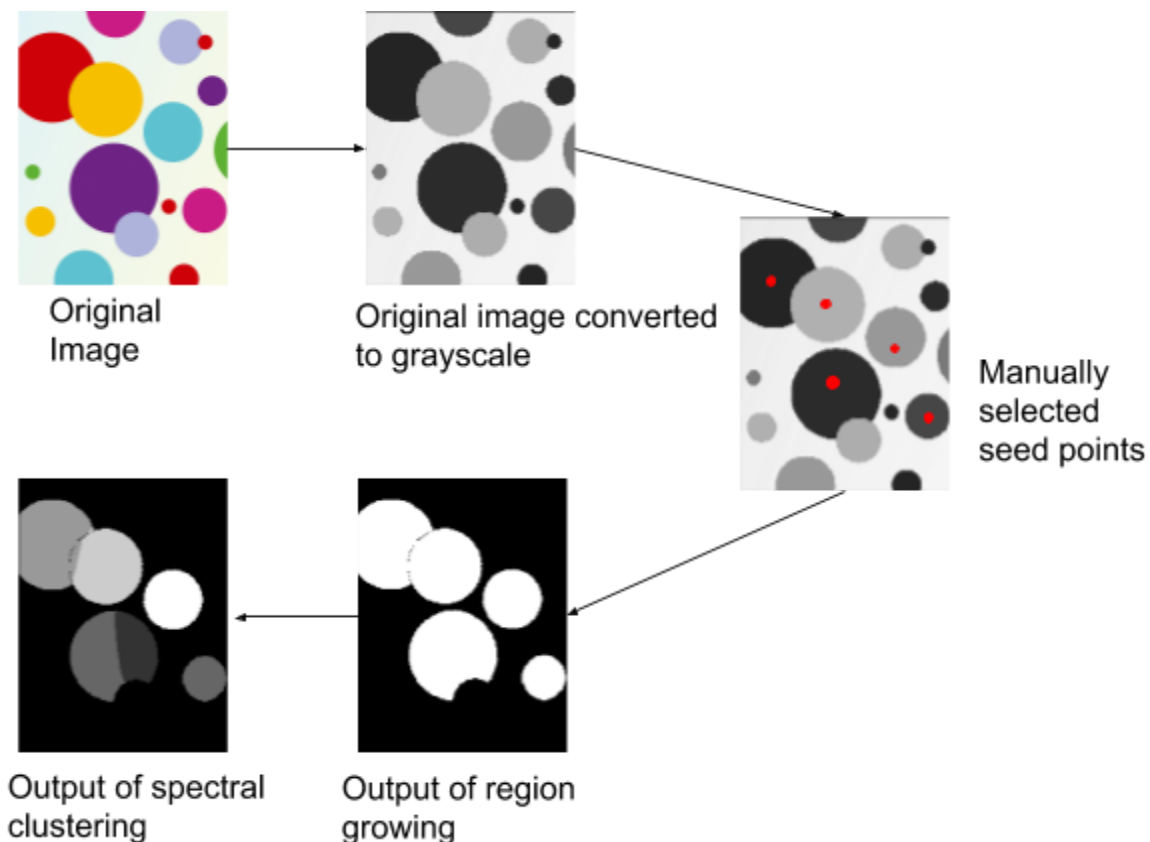 Original
Image
Original image converted
to grayscale
Manually
selected
seed points
Output of spectral
clustering
Output of region
growing